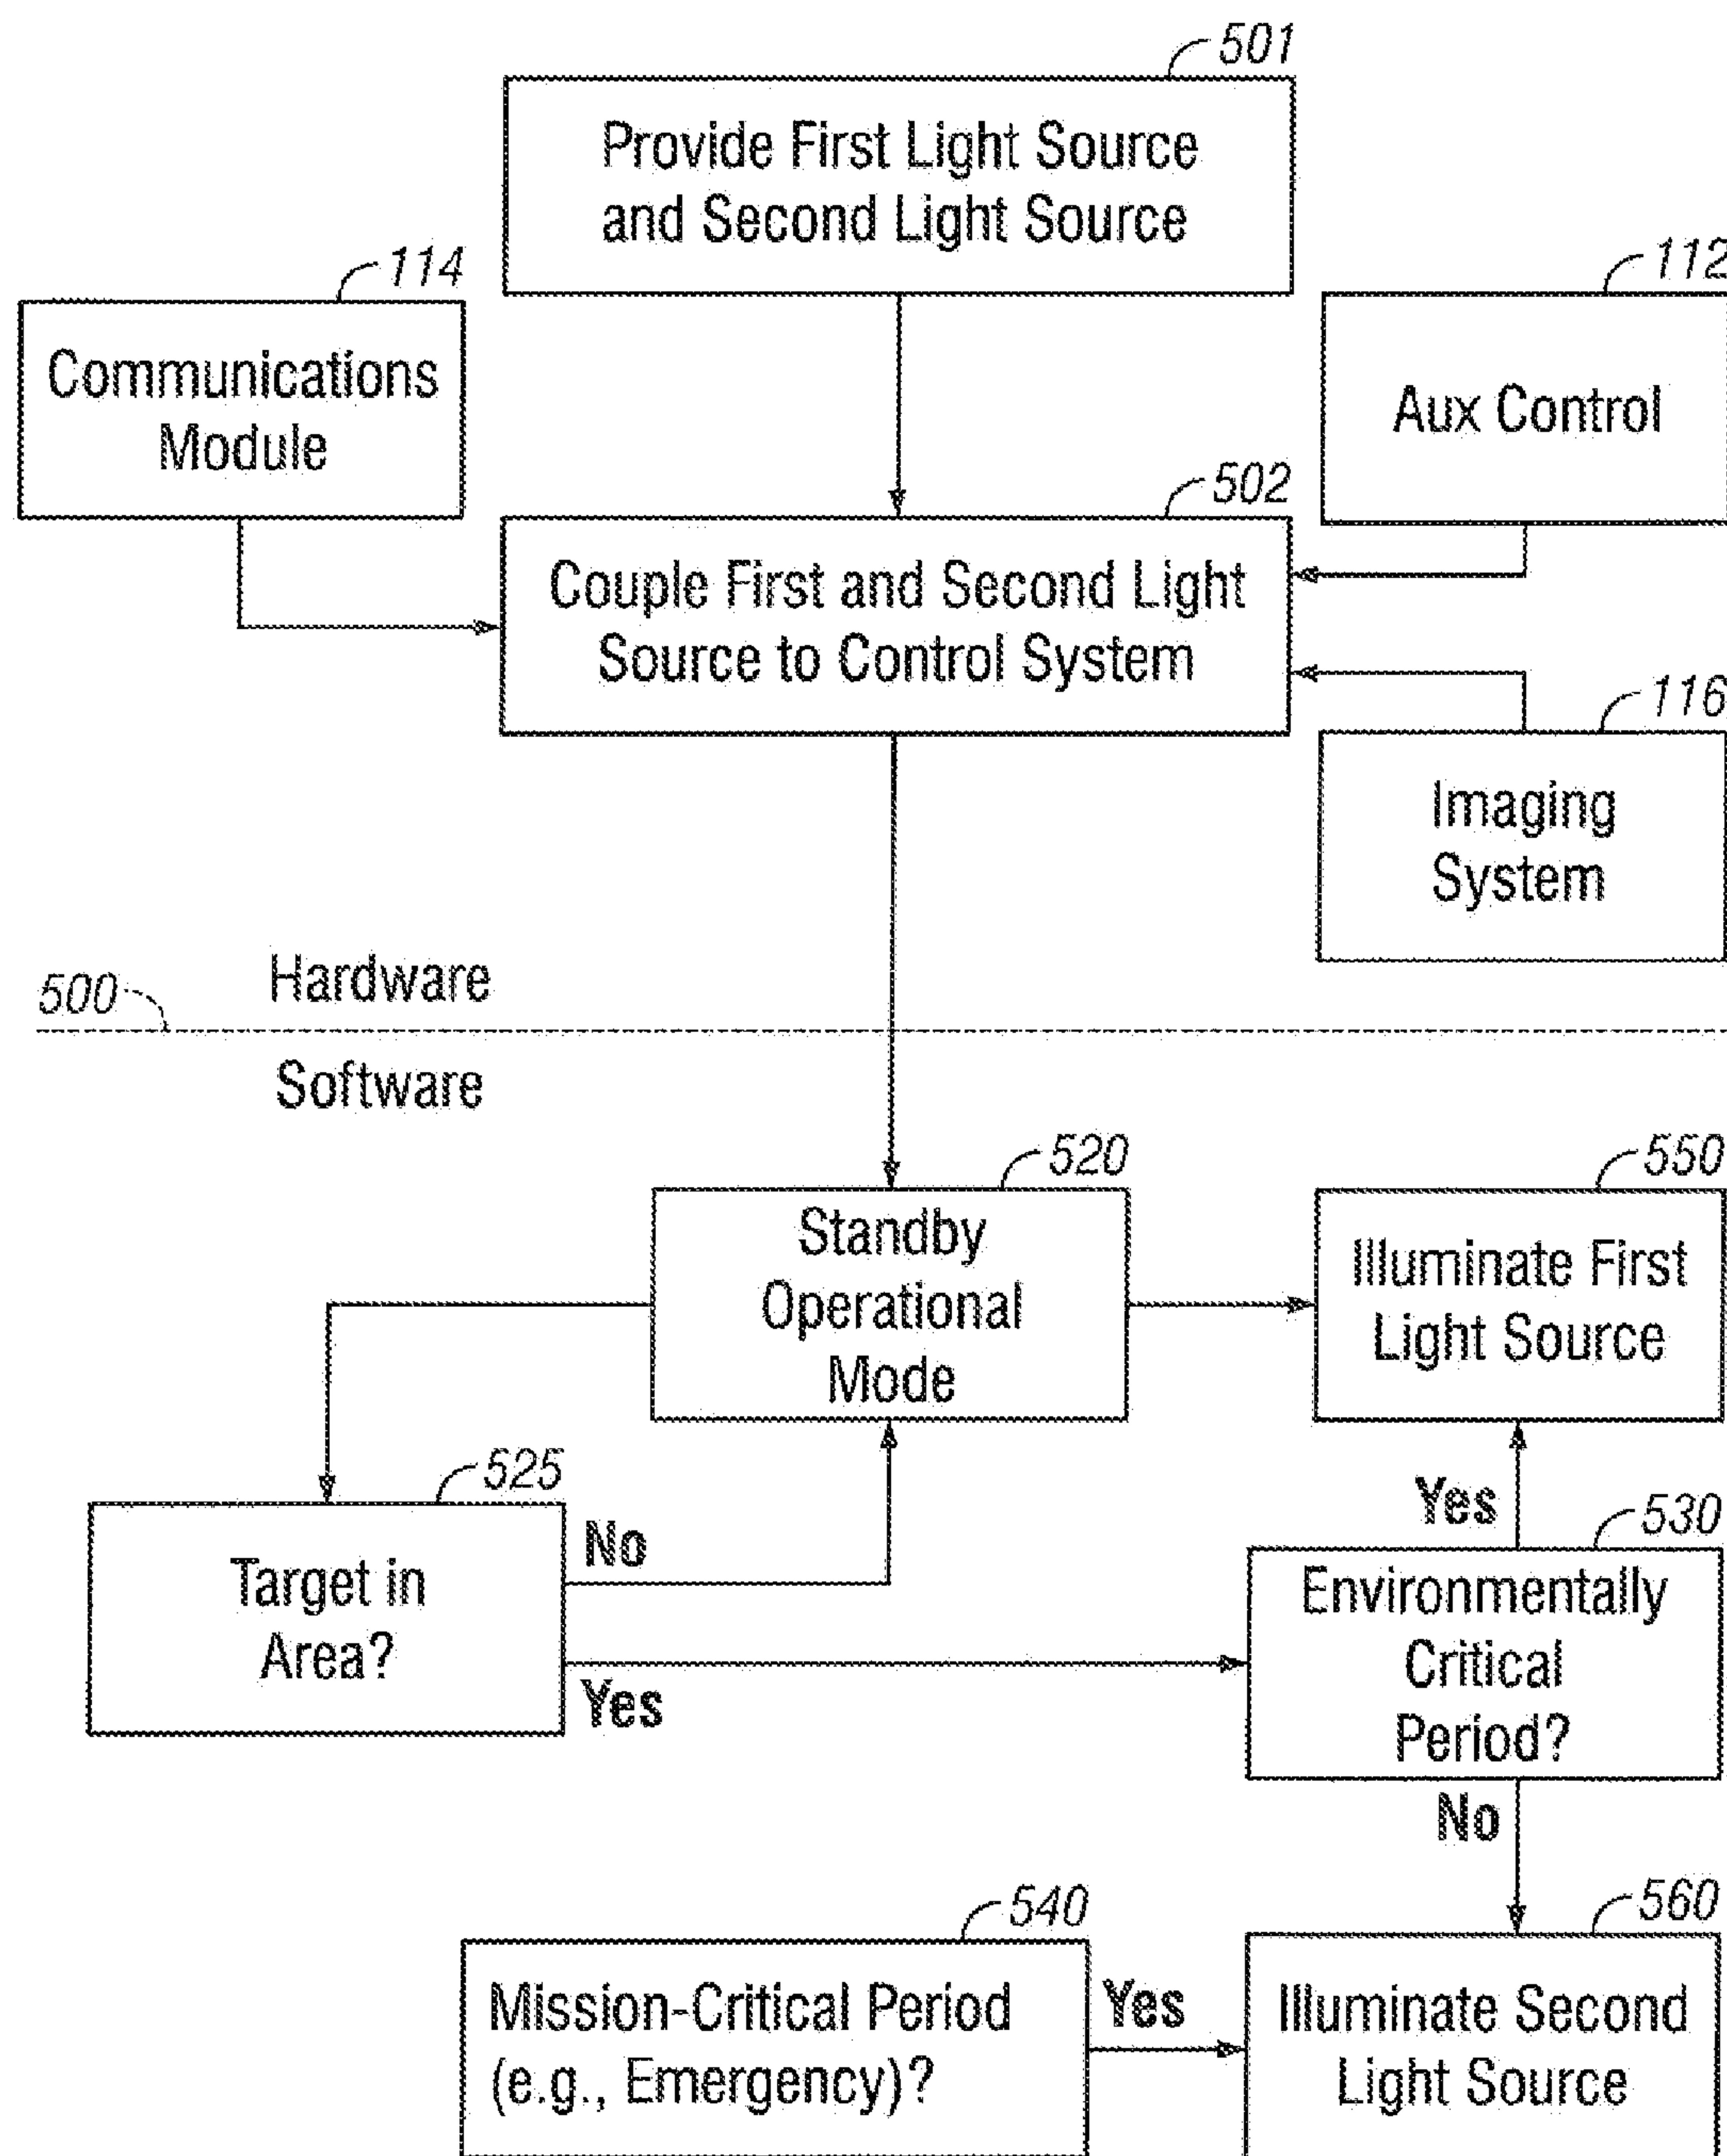 501
Provide First Light Source
and Second Light Source
114
Communications
Module
112
Aux Control
502
Couple First and Second Light
Source to Control System
116
Imaging
System
Hardware
500
Software
520
Standby
Operational
Mode
550
Illuminate First
Light Source
525
Target in
Area?
No
Yes
Yes
530
Environmentally
Critical
Period?
No
540
Mission-Critical Period
(e.g., Emergency)?
Yes
560
Illuminate Second
Light Source